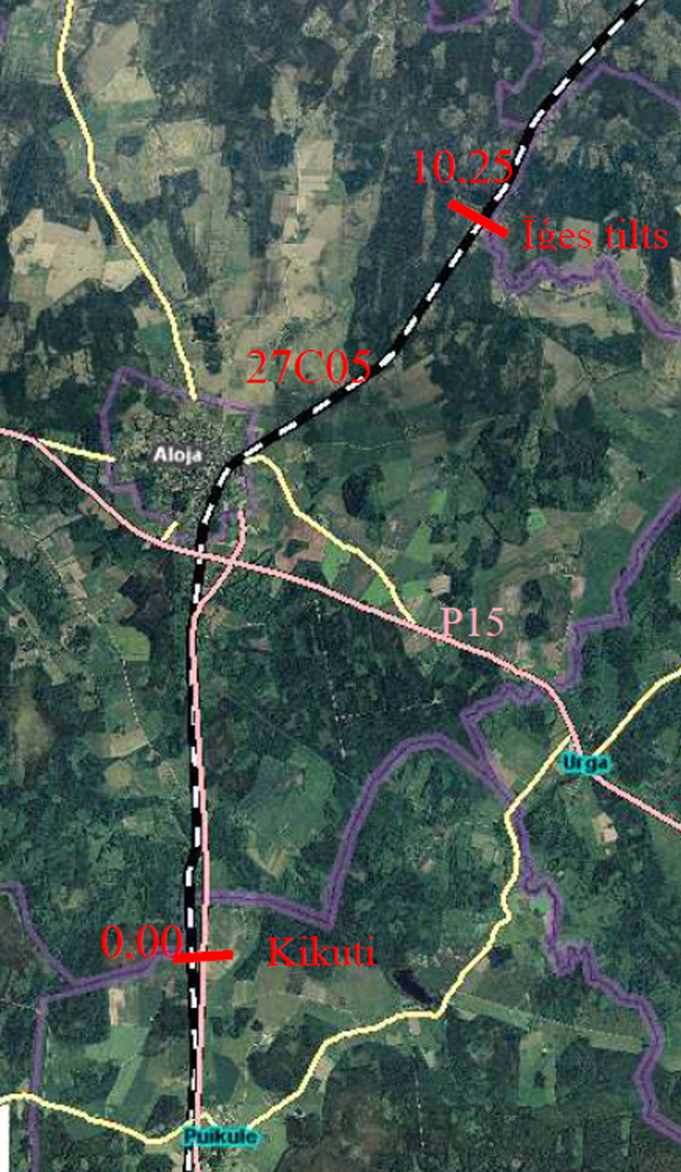 10.25
Īģes tilts
27C05
Aloja
P15
Urga
0.00
Kikuti
Puikule